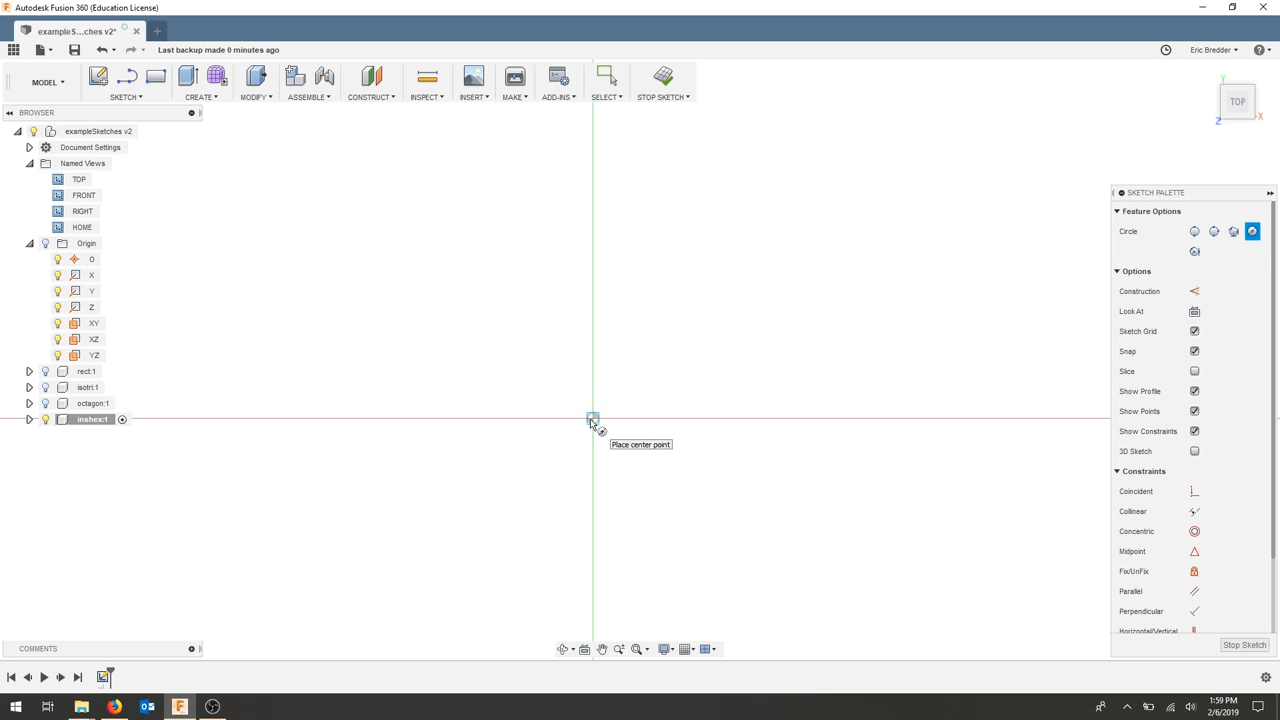 Autodesk Fusion 360 (Education License)
exampleS...ches v2*
Last backup made 0 minutes ago
Eric Bredder
MODEL
SKETCH
CREATE
MODIFY
ASSEMBLE
CONSTRUCT
INSPECT
INSERT
MAKE
ADD-INS
SELECT
STOP SKETCH
BROWSER
exampleSketches v2
Document Settings
Named Views
TOP
FRONT
RIGHT
HOME
Origin
O
X
Y
Z
XY
XZ
YZ
rect:1
isotri:1
octagon:1
inshex:1
Place center point
Y
TOP
Z
X
SKETCH PALETTE
Feature Options
Circle
Options
Construction
Look At
Sketch Grid
Snap
Slice
Show Profile
Show Points
Show Constraints
3D Sketch
Constraints
Coincident
Collinear
Concentric
Midpoint
Fix/UnFix
Parallel
Perpendicular
Horizontal/Vertical
Stop Sketch
COMMENTS
1:59 PM
2/6/2019